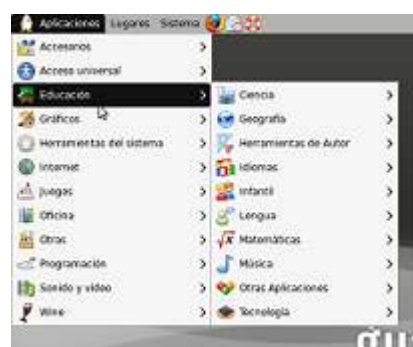 Aplicaciones Lugares Sistema
Accesorios
Acceso universal
Educación
Gráficos
Herramientas del sistema
Internet
Juegos
Oficina
Otras
Programación
Sonido y vídeo
Wine
Ciencia
Geografía
Herramientas de Autor
Idiomas
Infantil
Lengua
Matemáticas
Música
Otras Aplicaciones
Tecnología
gua